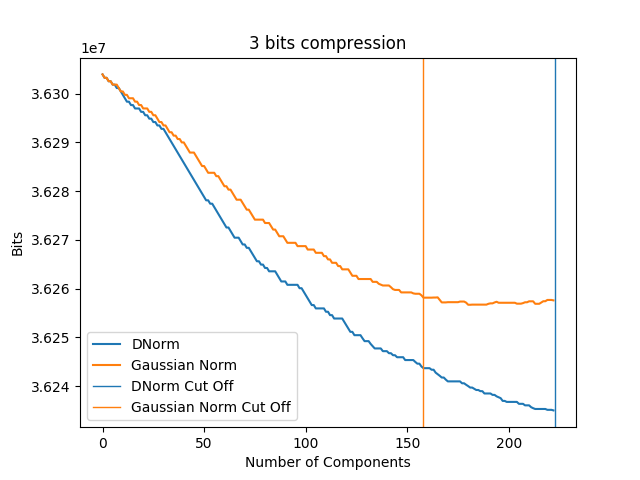 3 bits compression
1e7
3.630
3.629
3.628
3.627
3.626
3.625
3.624
Bits
DNorm
Gaussian Norm
DNorm Cut Off
Gaussian Norm Cut Off
0 50 100 150 200
Number of Components